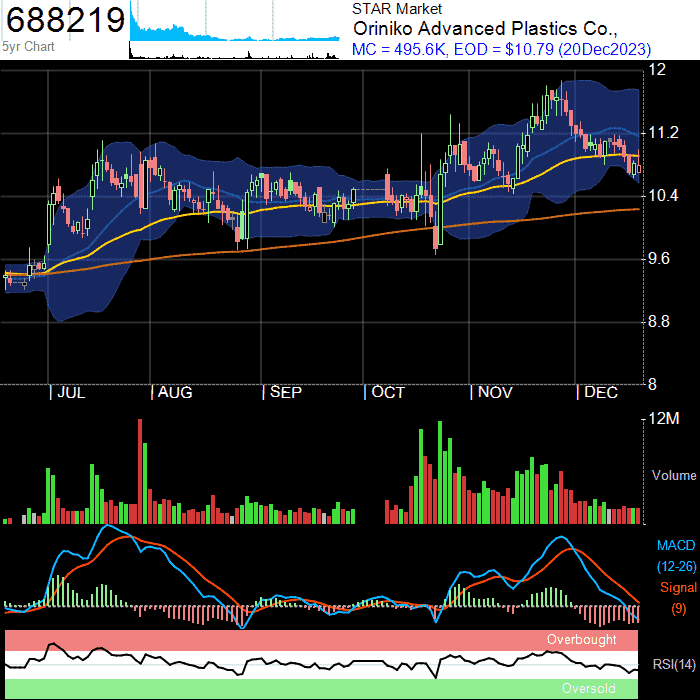 688219
5yr Chart
STAR Market
Oriniko Advanced Plastics Co.,
MC = 495.6K, EOD = $10.79 (20Dec2023)
12
11.2
10.4
9.6
8.8
8
| JUL | AUG | SEP | OCT | NOV | DEC
12M
Volume
MACD
(12-26)
Signal
(9)
Overbought
RSI(14)
Oversold